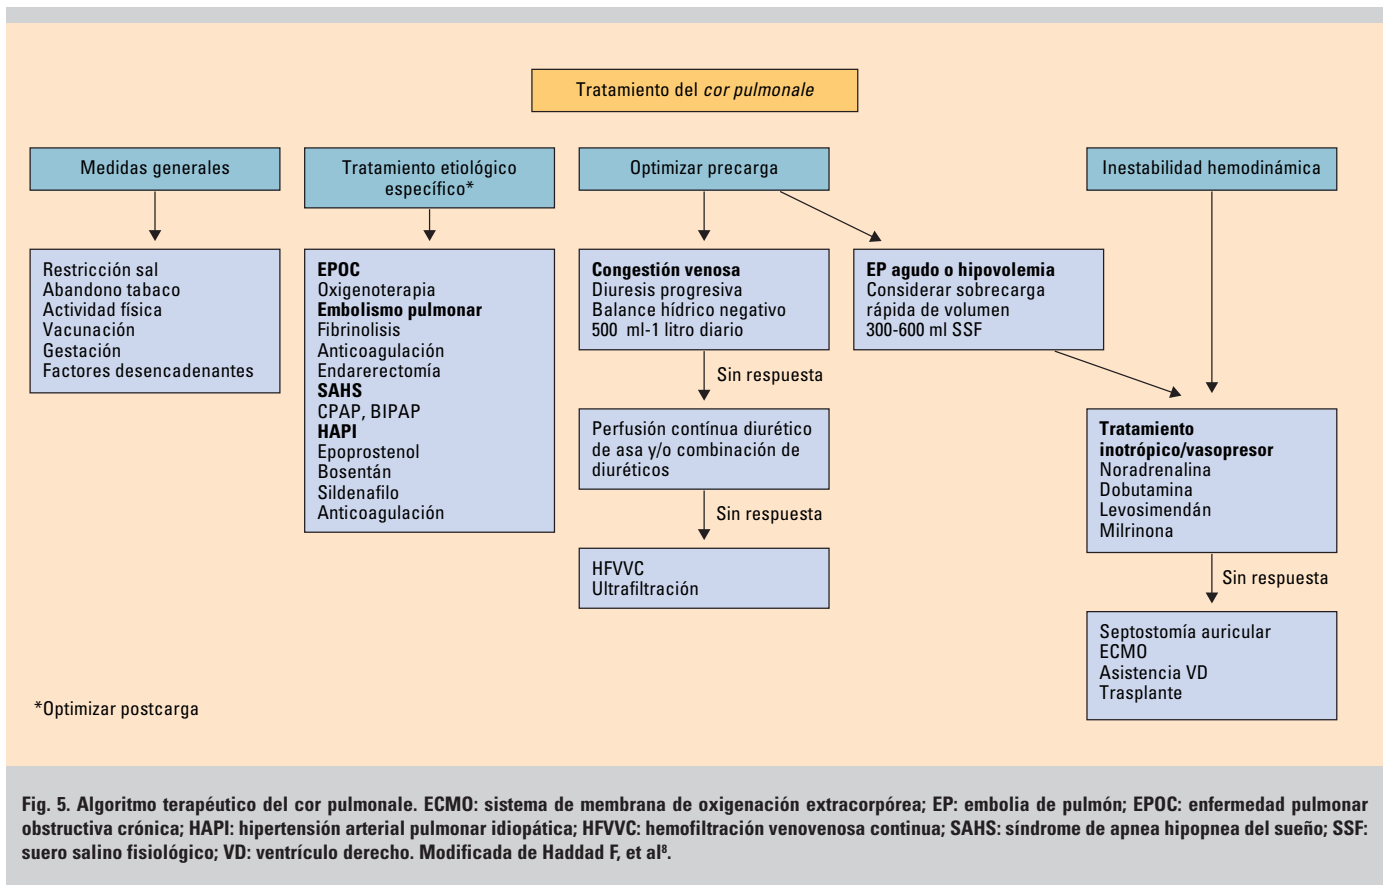 Tratamiento del cor pulmonale
Medidas generales
Restricción sal
Abandono tabaco
Actividad física
Vacunación
Gestación
Factores desencadenantes
Tratamiento etiológico
específico*
EPOC
Oxigenoterapia
Embolismo pulmonar
Fibrinolisis
Anticoagulación
Endarerectomía
SAHS
CPAP, BIPAP
HAPI
Epoprostenol
Bosentán
Sildenafilo
Anticoagulación
Optimizar precarga
Congestión venosa
Diuresis progresiva
Balance hídrico negativo
500 ml-1 litro diario
Sin respuesta
Perfusión contínua diurético
de asa y/o combinación de
diuréticos
Sin respuesta
HFVVC
Ultrafiltración
EP agudo o hipovolemia
Considerar sobrecarga
rápida de volumen
300-600 ml SSF
Inestabilidad hemodinámica
Tratamiento
inotrópico/vasopresor
Noradrenalina
Dobutamina
Levosimendán
Milrinona
Sin respuesta
Septostomía auricular
ECMO
Asistencia VD
Trasplante
*Optimizar postcarga
Fig. 5. Algoritmo terapéutico del cor pulmonale. ECMO: sistema de membrana de oxigenación extracorpórea; EP: embolia de pulmón; EPOC: enfermedad pulmonar
obstructiva crónica; HAPI: hipertensión arterial pulmonar idiopática; HFVVC: hemofiltración venovenosa continua; SAHS: síndrome de apnea hipopnea del sueño; SSF:
suero salino fisiológico; VD: ventrículo derecho. Modificada de Haddad F, et al⁸.